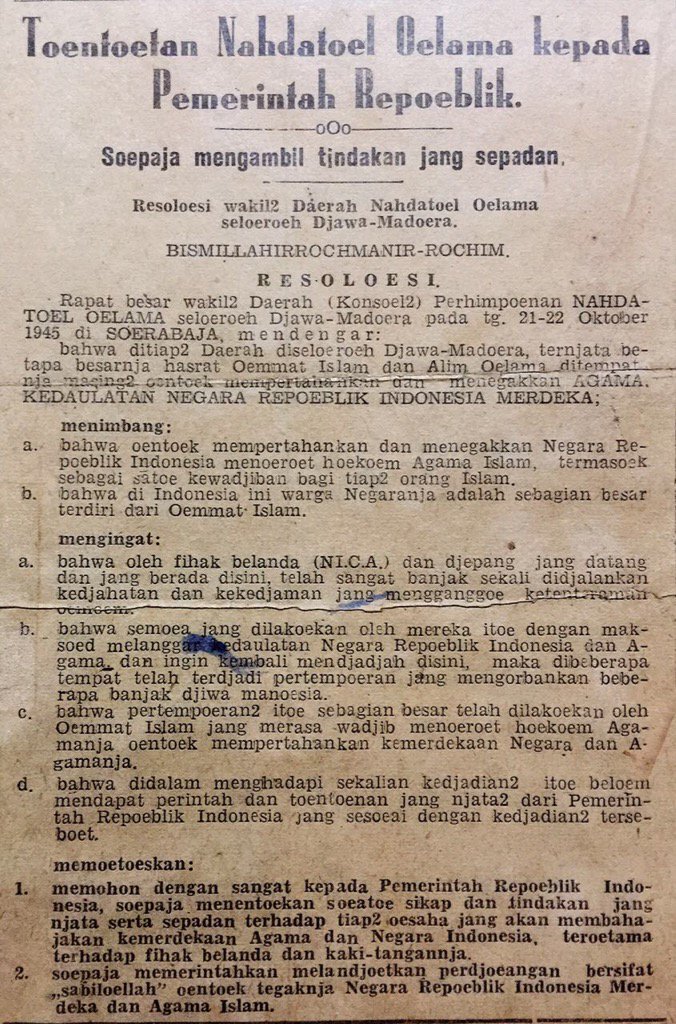 Toentoetan Nahdatoel Oelama kepada
Pemerintah Repoeblik.
oOo
Soepaja mengambil tindakan jang sepadan.
Resoloesi wakil2 Daerah Nahdatoel Oelama
seloeroeh Djawa-Madoera.
BISMILLAHIRROCHMANIR-ROCHIM.
RESOLOESI.
Rapat besar wakil2 Daerah (Konsoel2) Perhimpoenan NAHDA-
TOEL OELAMA seloeroeh Djawa-Madoera pada tg. 21-22 Oktober
1945 di SOERABAJA, mendengar:
bahwa ditiap2 Daerah diseloeroeh Djawa-Madoera, ternjata be-
tapa besarnja hasrat Oemmat Islam dan Alim Oelama ditempat
nja masing2 oentoek mempertahankan dan menegakkan AGAMA,
KEDAULATAN NEGARA REPOEBLIK INDONESIA MERDEKA;
menimbang:
a. bahwa oentoek mempertahankan dan menegakkan Negara Re-
poeblik Indonesia menoeroet hoekoem Agama Islam, termasoek
sebagai satoe kewadjiban bagi tiap2 orang Islam.
b. bahwa di Indonesia ini warga Negaranja adalah sebagian besar
terdiri dari Oemmat Islam.
mengingat:
a. bahwa oleh fihak belanda (N.I.C.A.) dan djepang jang datang
dan jang berada disini, telah sangat banjak sekali didjalankan
kedjahatan dan kekedjaman jang mengganggoe ketenteraman
oemoem.
b. bahwa semoea jang dilakoekan oleh mereka itoe dengan mak-
soed melanggar kedaulatan Negara Repoeblik Indonesia dan A-
gama, dan ingin kembali mendjadjah disini, maka dibeberapa
tempat telah terdjadi pertempoeran jang mengorbankan bebe-
rapa banjak djiwa manoesia.
c. bahwa pertempoeran2 itoe sebagian besar telah dilakoekan oleh
Oemmat Islam jang merasa wadjib menoeroet hoekoem Aga-
manja oentoek mempertahankan kemerdekaan Negara dan A-
gamanja.
d. bahwa didalam menghadapi sekalian kedjadian2 itoe beloem
mendapat perintah dan toentoenan jang njata2 dari Pemerin-
tah Repoeblik Indonesia jang sesoeai dengan kedjadian2 terse-
boet.
memoetoeskan:
1. memohon dengan sangat kepada Pemerintah Repoeblik Indo-
nesia, soepaja menentoekan soeatoe sikap dan tindakan jang
njata serta sepadan terhadap tiap2 oesaha jang akan membaha-
jakan kemerdekaan Agama dan Negara Indonesia, teroetama
terhadap fihak belanda dan kaki-tangannja.
2. soepaja memerintahkan melandjoetkan perdjoeangan bersifat
„sabiloellah" oentoek tegaknja Negara Repoeblik Indonesia Mer-
deka dan Agama Islam.